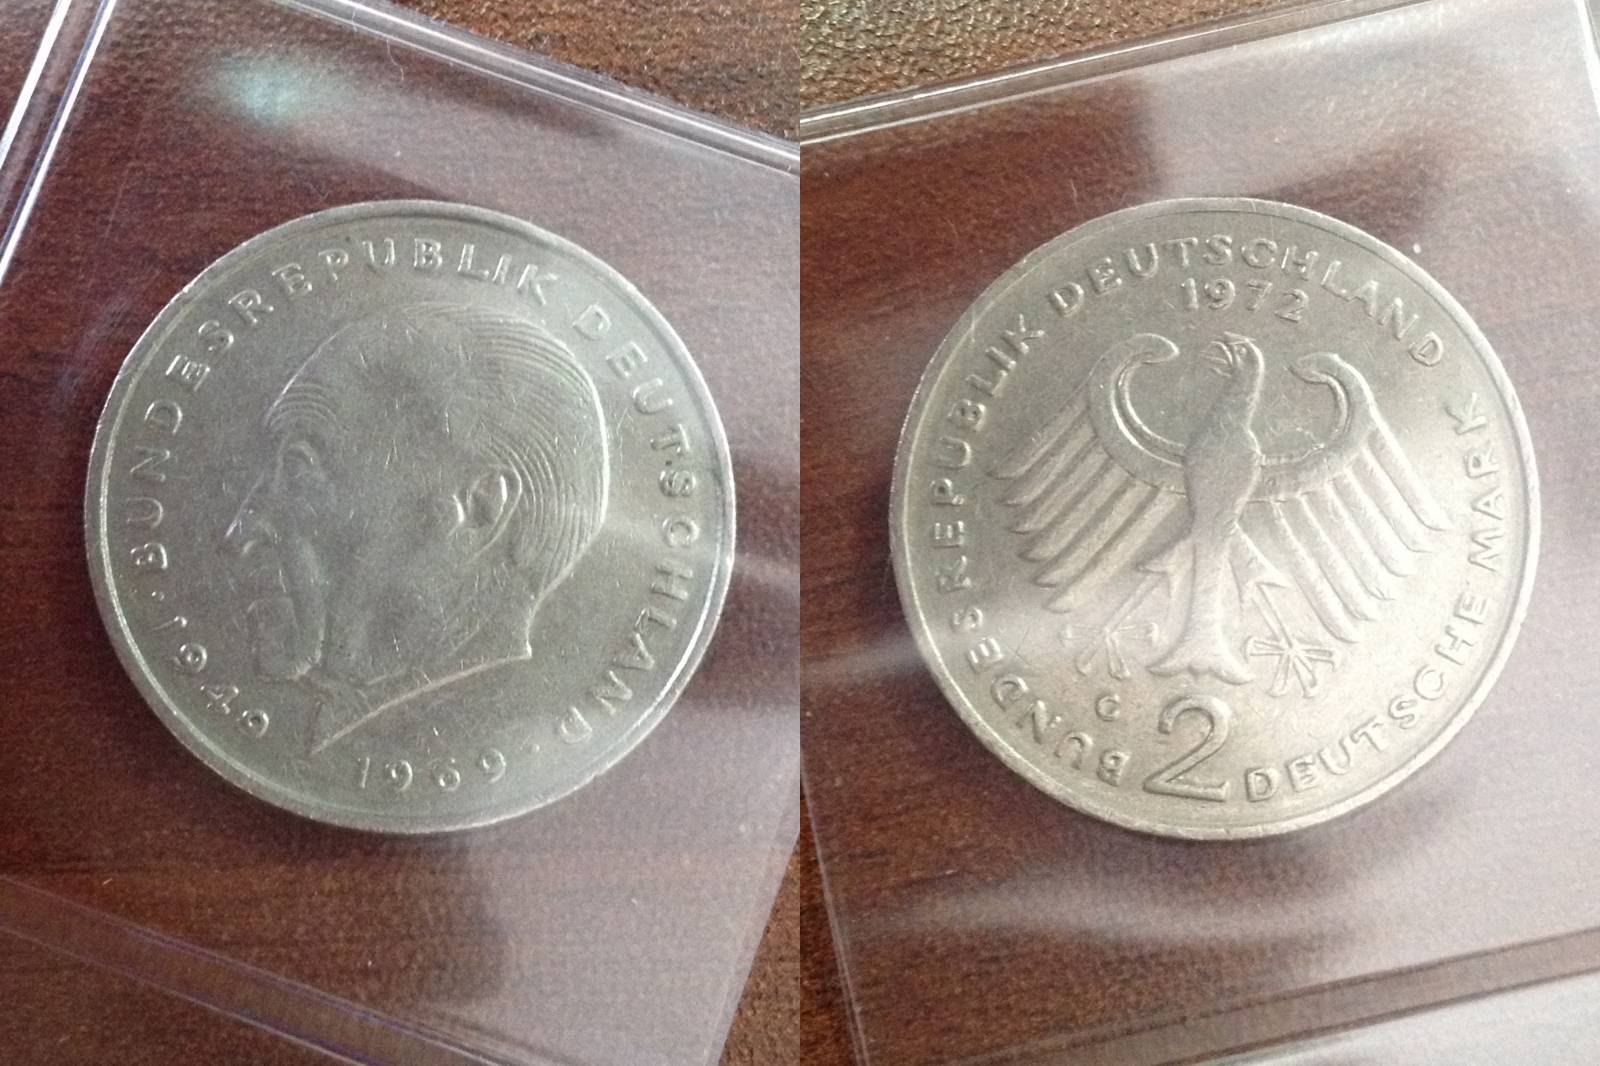 BUNDESREPUBLIK DEUTSCHLAND
· 1949
1969 ·
BUNDESREPUBLIK DEUTSCHLAND
1972
G
2
DEUTSCHE MARK